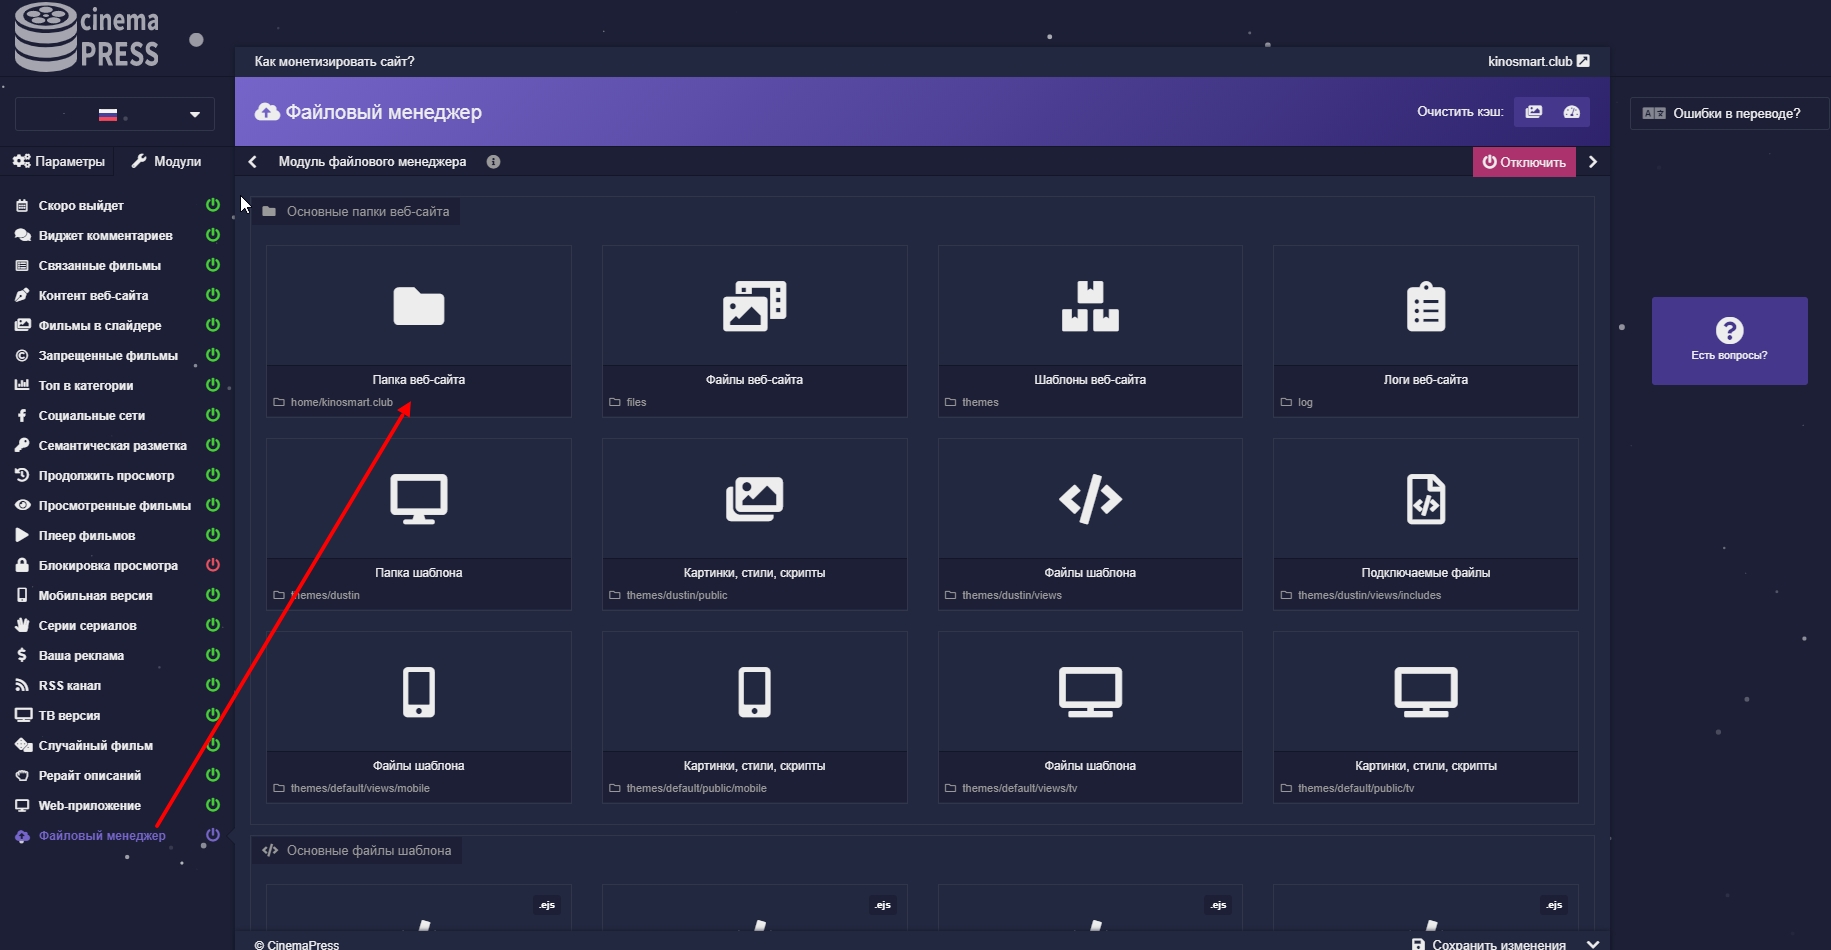 cinema
PRESS
Как монетизировать сайт?
kinosmart.club
Файловый менеджер
Очистить кэш:
Ошибки в переводе?
Параметры
Модули
Модуль файлового менеджера
Отключить
Скоро выйдет
Виджет комментариев
Связанные фильмы
Контент веб-сайта
Фильмы в слайдере
Запрещенные фильмы
Топ в категории
Социальные сети
Семантическая разметка
Продолжить просмотр
Просмотренные фильмы
Плеер фильмов
Блокировка просмотра
Мобильная версия
Серии сериалов
Ваша реклама
RSS канал
ТВ версия
Случайный фильм
Рерайт описаний
Web-приложение
Файловый менеджер
Основные папки веб-сайта
Папка веб-сайта
home/kinosmart.club
Файлы веб-сайта
files
Шаблоны веб-сайта
themes
Логи веб-сайта
log
Папка шаблона
themes/dustin
Картинки, стили, скрипты
themes/dustin/public
Файлы шаблона
themes/dustin/views
Подключаемые файлы
themes/dustin/views/includes
Файлы шаблона
themes/default/views/mobile
Картинки, стили, скрипты
themes/default/public/mobile
Файлы шаблона
themes/default/views/tv
Картинки, стили, скрипты
themes/default/public/tv
Основные файлы шаблона
.ejs
.ejs
.ejs
.ejs
Есть вопросы?
© CinemaPress
Сохранить изменения